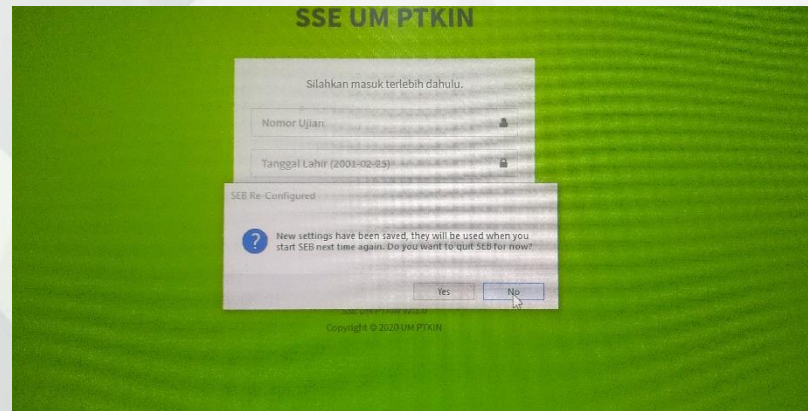 SSE UM PTKIN
Silahkan masuk terlebih dahulu.
Nomor Ujian
Tanggal Lahir (2001-02-25)
SEB Re-Configured
New settings have been saved, they will be used when you
start SEB next time again. Do you want to quit SEB for now?
Yes
No
Copyright © 2020 UM PTKIN